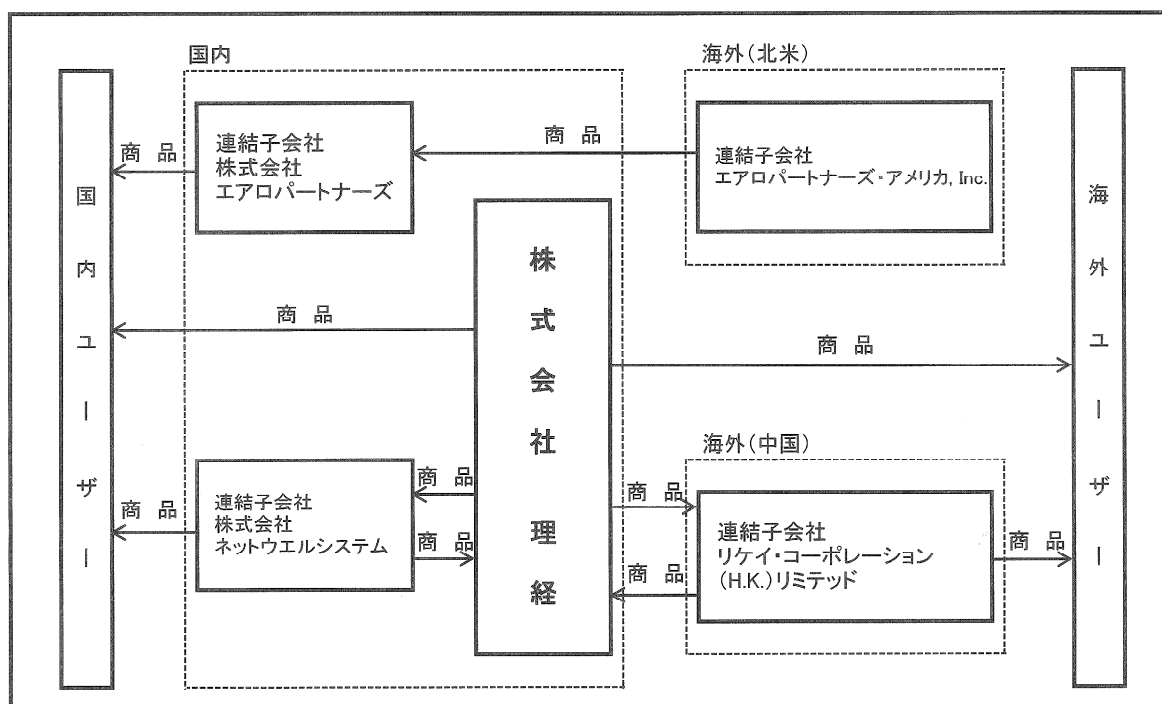 国内
海外(北米)
連結子会社
株式会社
エアロパートナーズ
商 品
商 品
連結子会社
エアロパートナーズ・アメリカ, Inc.
国内ユーザー
株式会社理経
海外ユーザー
商 品
商 品
海外(中国)
連結子会社
株式会社
ネットウエルシステム
商 品
商 品
商 品
商 品
商 品
連結子会社
リケイ・コーポレーション
(H.K.)リミテッド
商 品